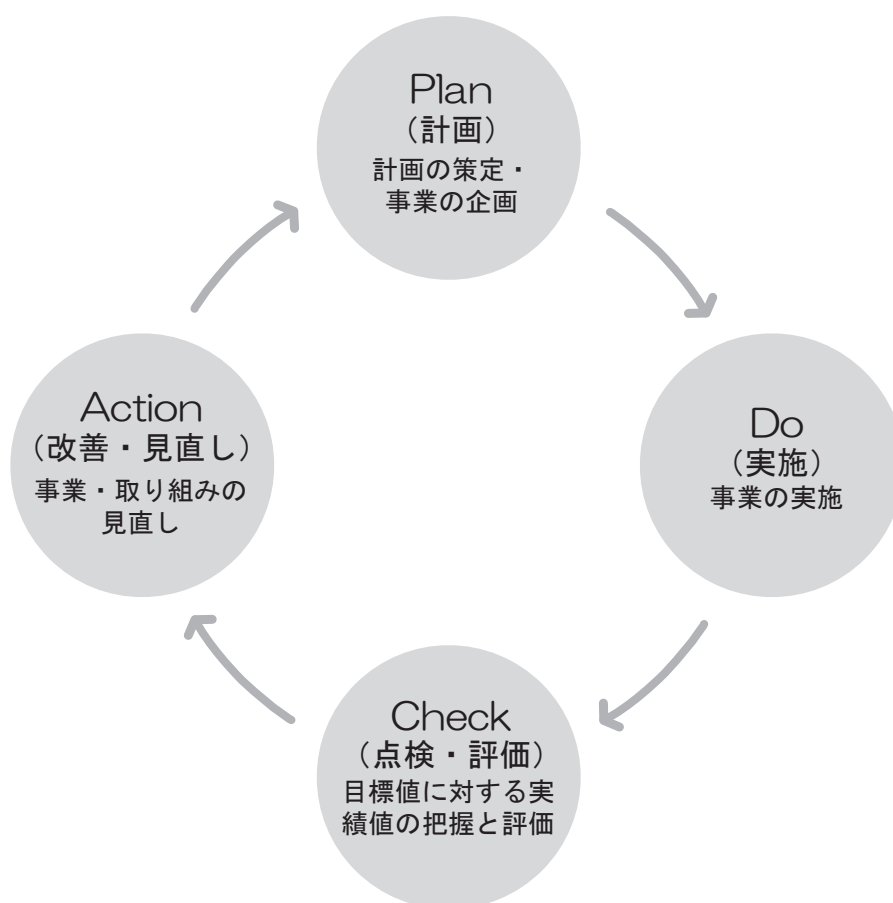 Plan
（計画）
計画の策定・
事業の企画
Do
（実施）
事業の実施
Check
（点検・評価）
目標値に対する実
績値の把握と評価
Action
（改善・見直し）
事業・取り組みの
見直し